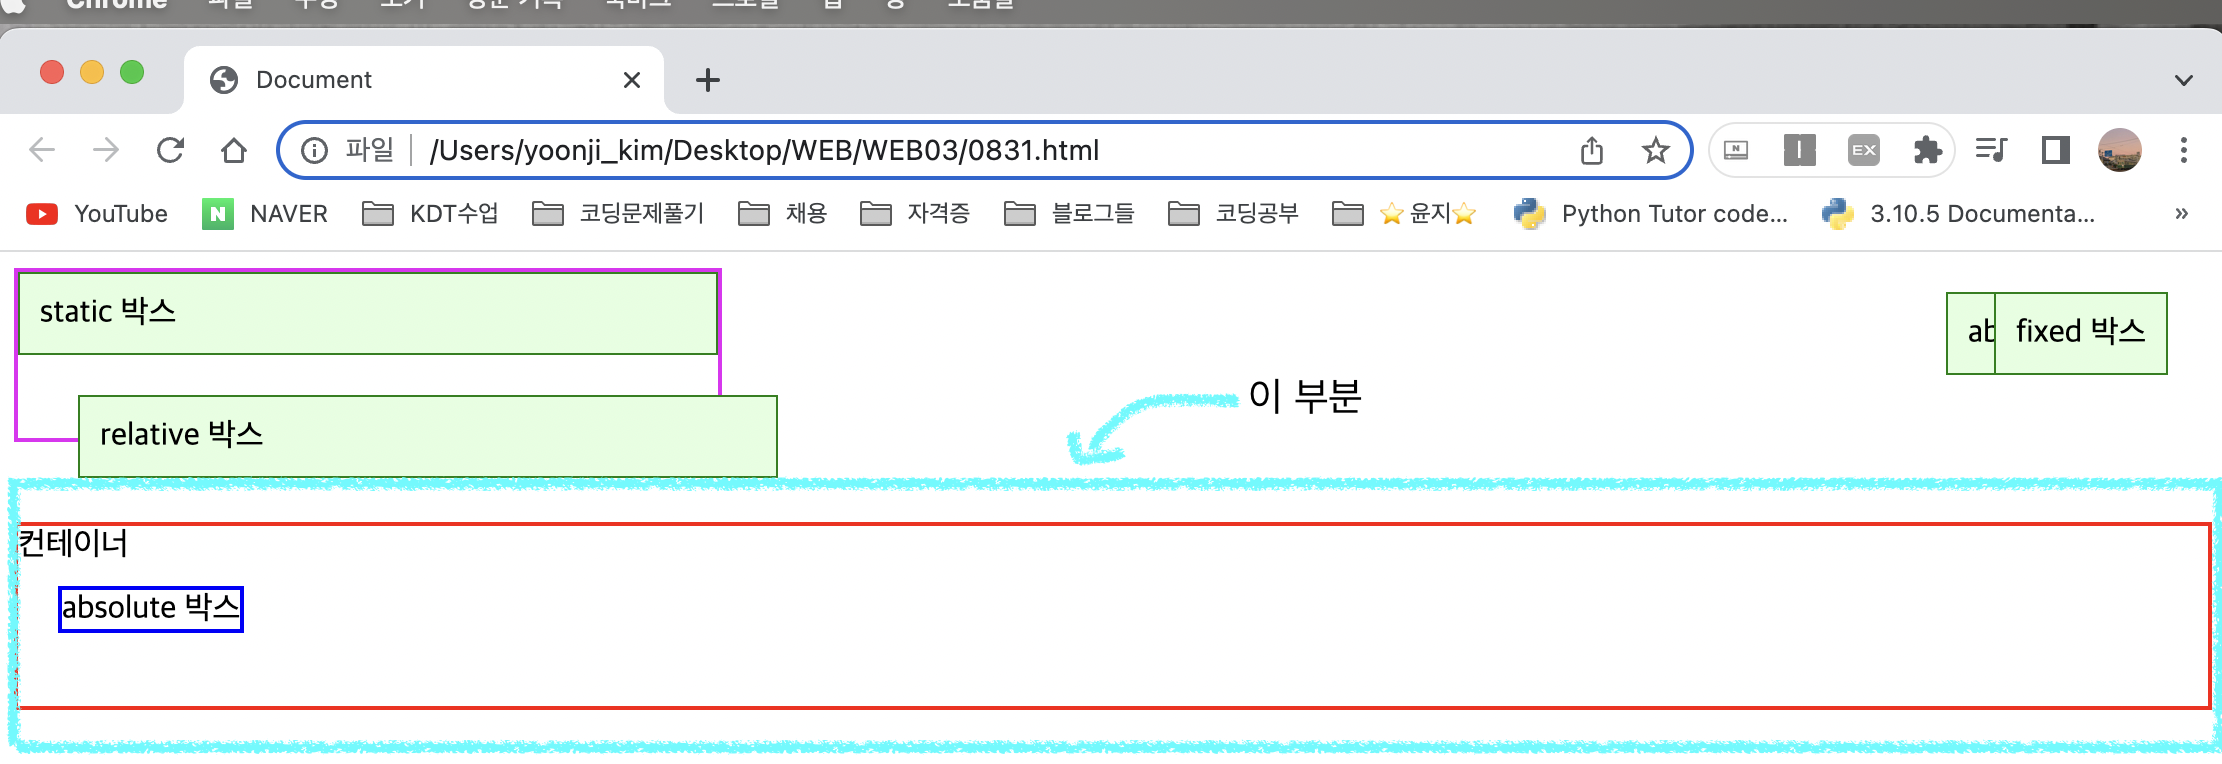 Chrome
Document
파일 /Users/yoonji_kim/Desktop/WEB/WEB03/0831.html
YouTube NAVER KDT수업 코딩문제풀기 채용 자격증 블로그들 코딩공부 ⭐윤지⭐ Python Tutor code... 3.10.5 Documenta... »
static 박스
ab fixed 박스
이 부분
relative 박스
컨테이너
absolute 박스